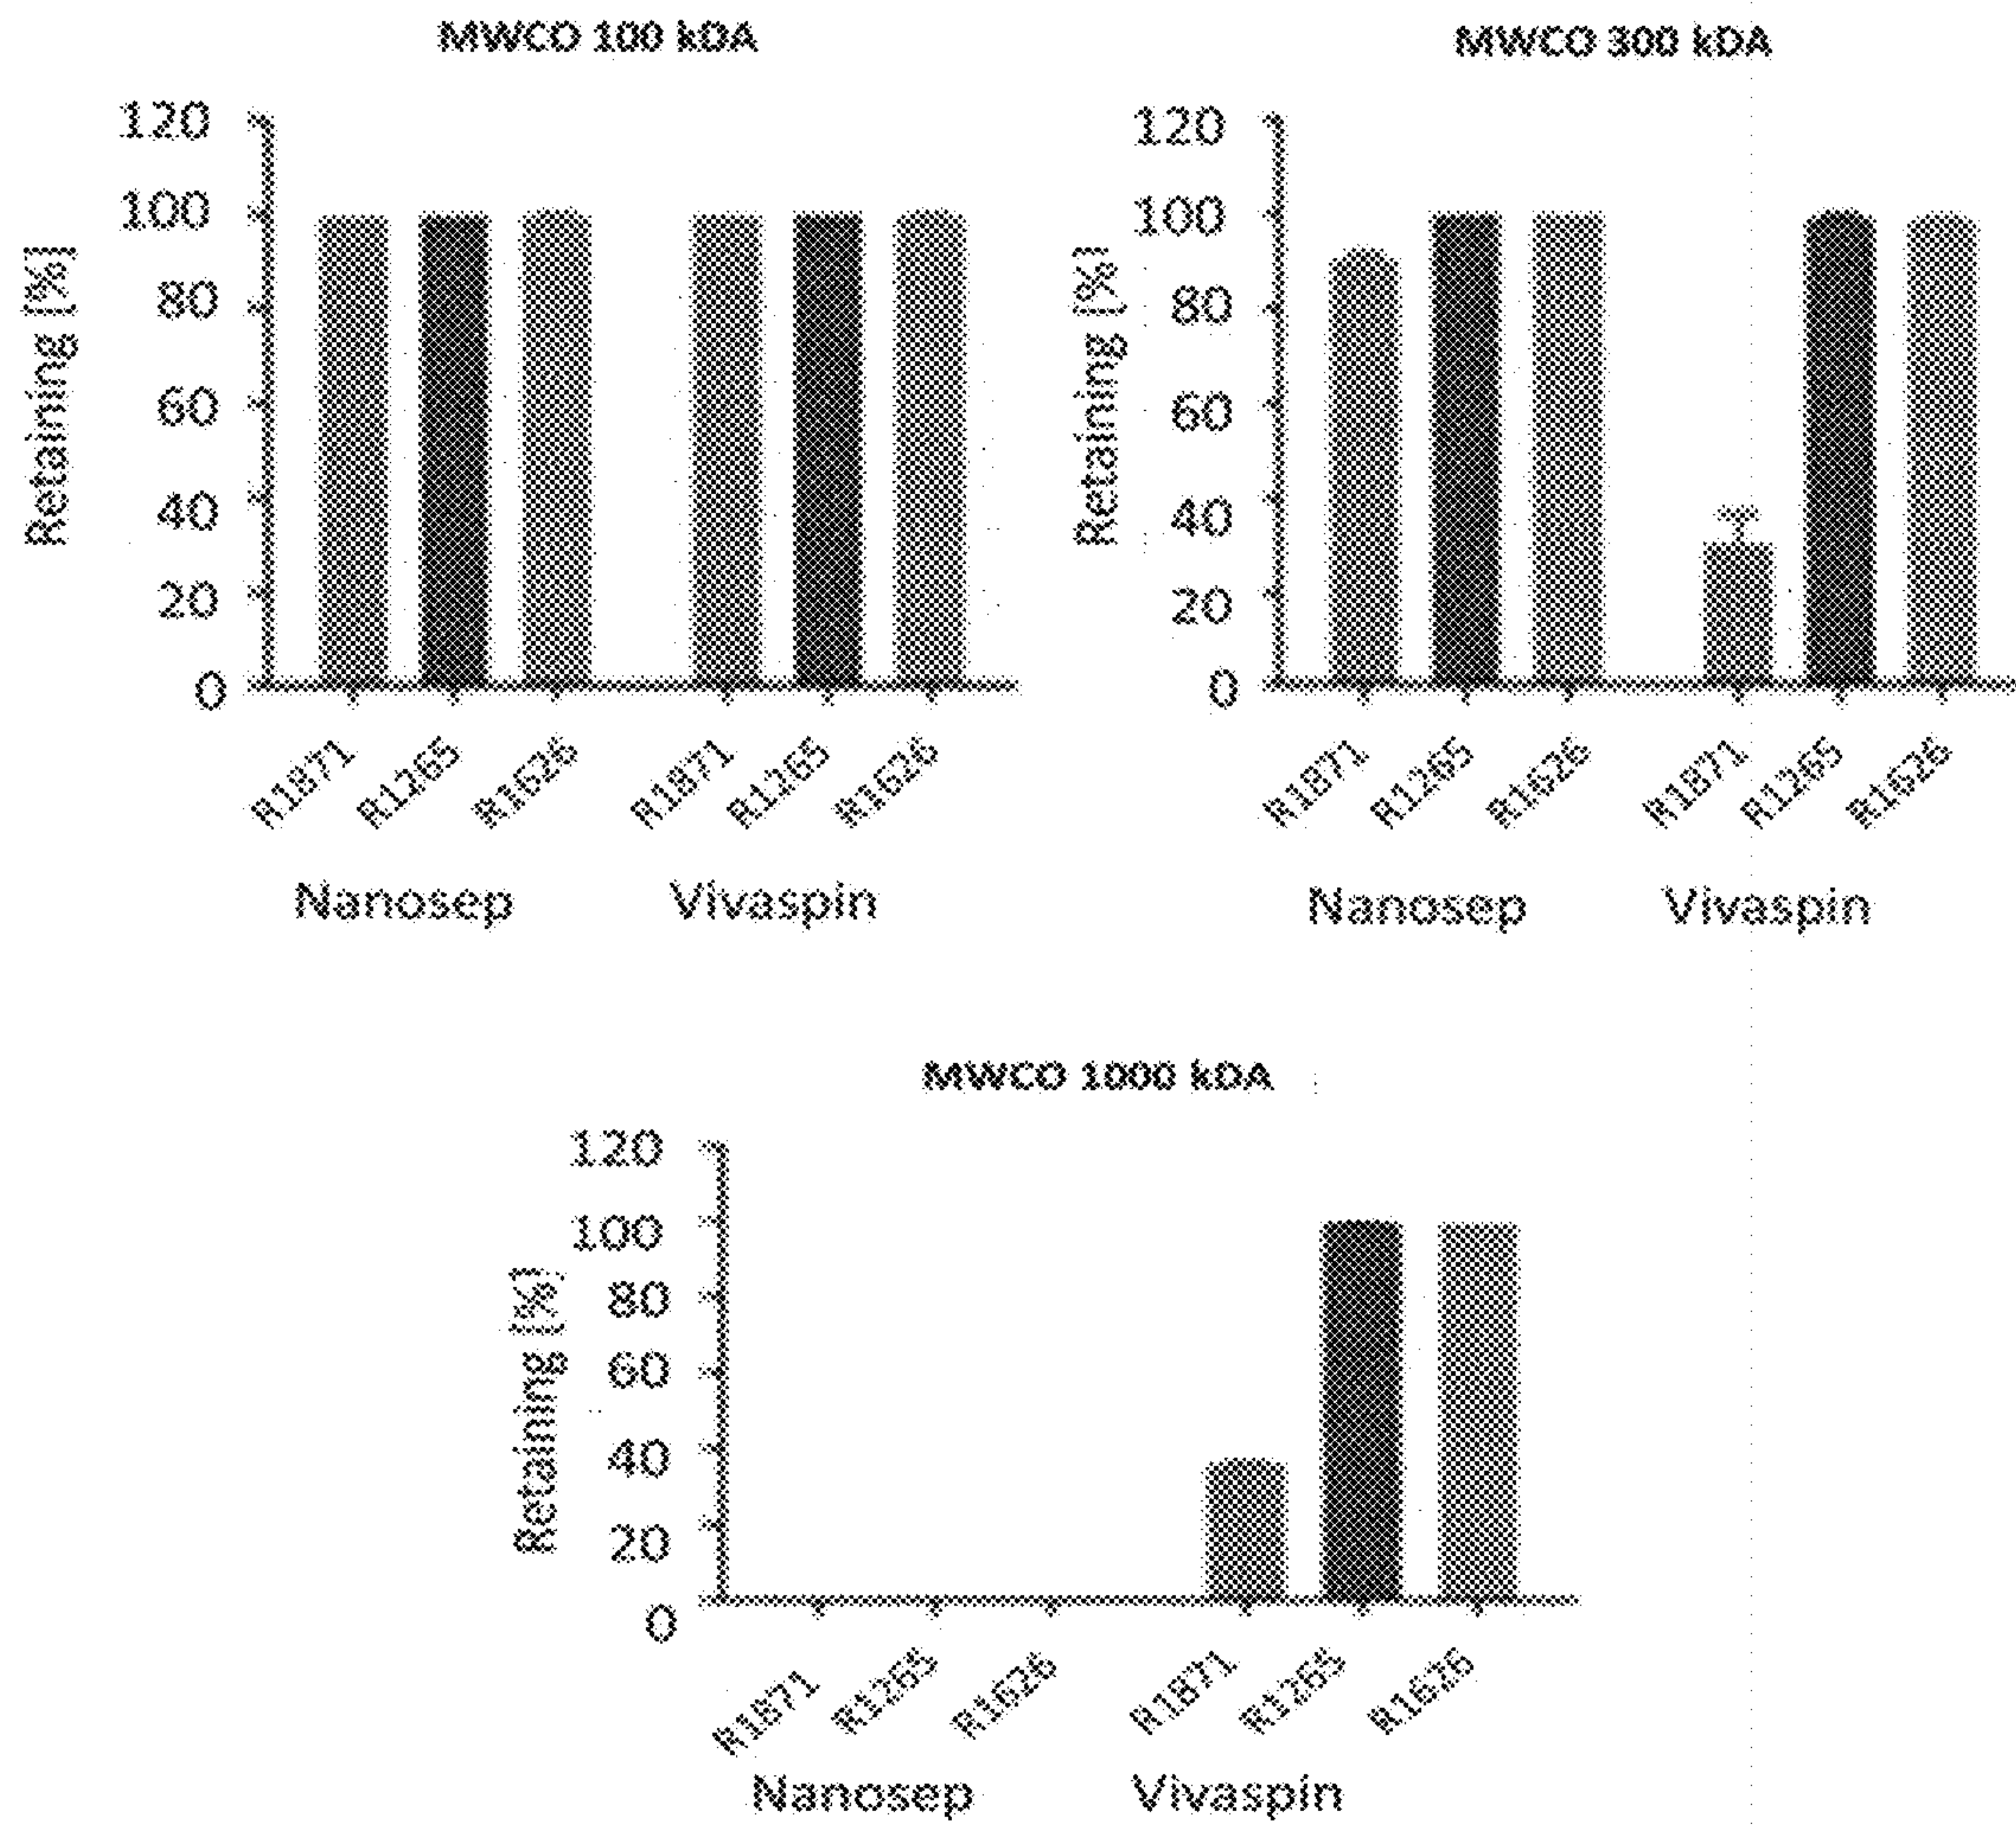 MWCO 100 kDA
Retaining [%]
120
100
80
60
40
20
0
R1871 R1265 R1626 R1871 R1265 R1626
Nanosep Vivaspin
MWCO 300 kDA
Retaining [%]
120
100
80
60
40
20
0
R1871 R1265 R1626 R1871 R1265 R1626
Nanosep Vivaspin
MWCO 1000 kDA
Retaining [%]
120
100
80
60
40
20
0
R1871 R1265 R1626 R1871 R1265 R1626
Nanosep Vivaspin